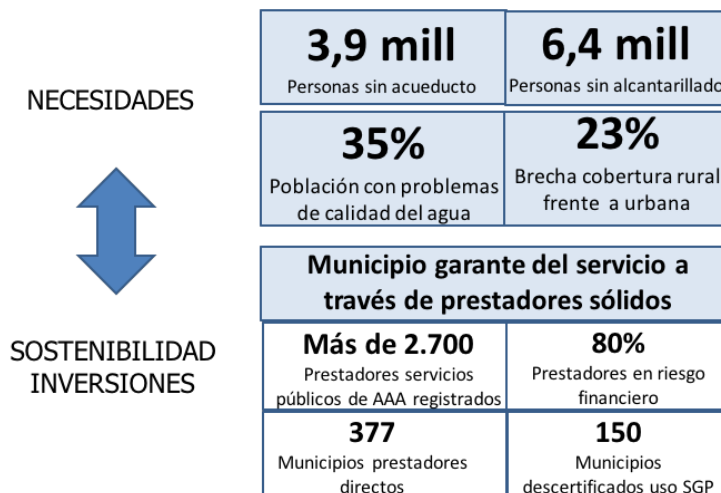 NECESIDADES
3,9 mill
Personas sin acueducto
6,4 mill
Personas sin alcantarillado
35%
Población con problemas
de calidad del agua
23%
Brecha cobertura rural
frente a urbana
SOSTENIBILIDAD
INVERSIONES
Municipio garante del servicio a
través de prestadores sólidos
Más de 2.700
Prestadores servicios
públicos de AAA registrados
80%
Prestadores en riesgo
financiero
377
Municipios prestadores
directos
150
Municipios
descertificados uso SGP